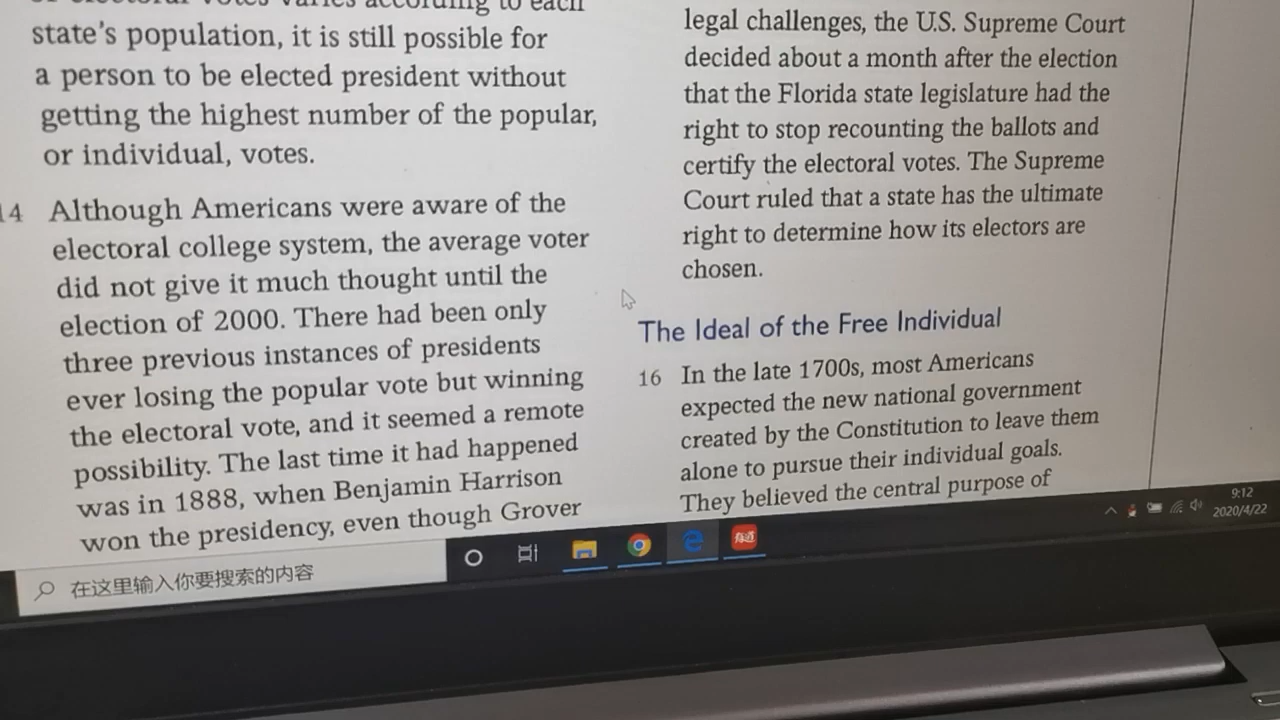 of electoral votes varies according to each
state's population, it is still possible for
a person to be elected president without
getting the highest number of the popular,
or individual, votes.
14 Although Americans were aware of the
electoral college system, the average voter
did not give it much thought until the
election of 2000. There had been only
three previous instances of presidents
ever losing the popular vote but winning
the electoral vote, and it seemed a remote
possibility. The last time it had happened
was in 1888, when Benjamin Harrison
won the presidency, even though Grover
legal challenges, the U.S. Supreme Court
decided about a month after the election
that the Florida state legislature had the
right to stop recounting the ballots and
certify the electoral votes. The Supreme
Court ruled that a state has the ultimate
right to determine how its electors are
chosen.
The Ideal of the Free Individual
16 In the late 1700s, most Americans
expected the new national government
created by the Constitution to leave them
alone to pursue their individual goals.
They believed the central purpose of
在这里输入你要搜索的内容
有道
9:12
2020/4/22